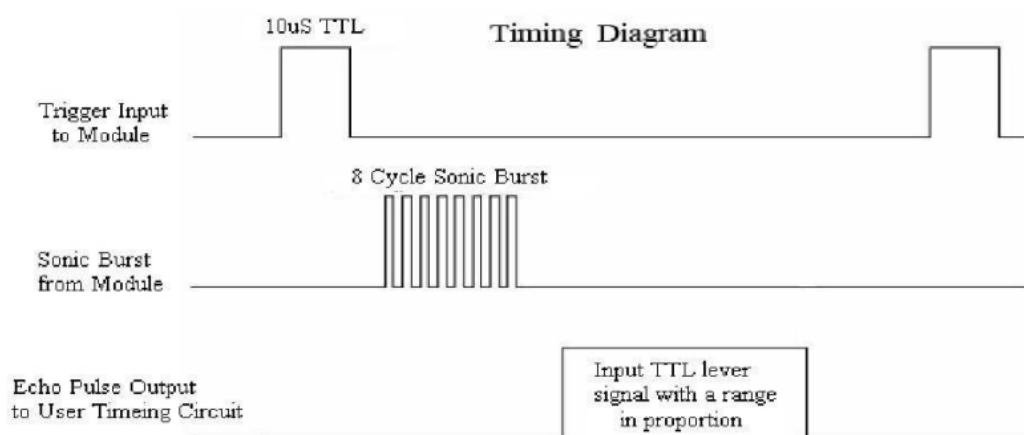 10uS TTL
Timing Diagram
Trigger Input
to Module
8 Cycle Sonic Burst
Sonic Burst
from Module
Echo Pulse Output
to User Timeing Circuit
Input TTL lever
signal with a range
in proportion